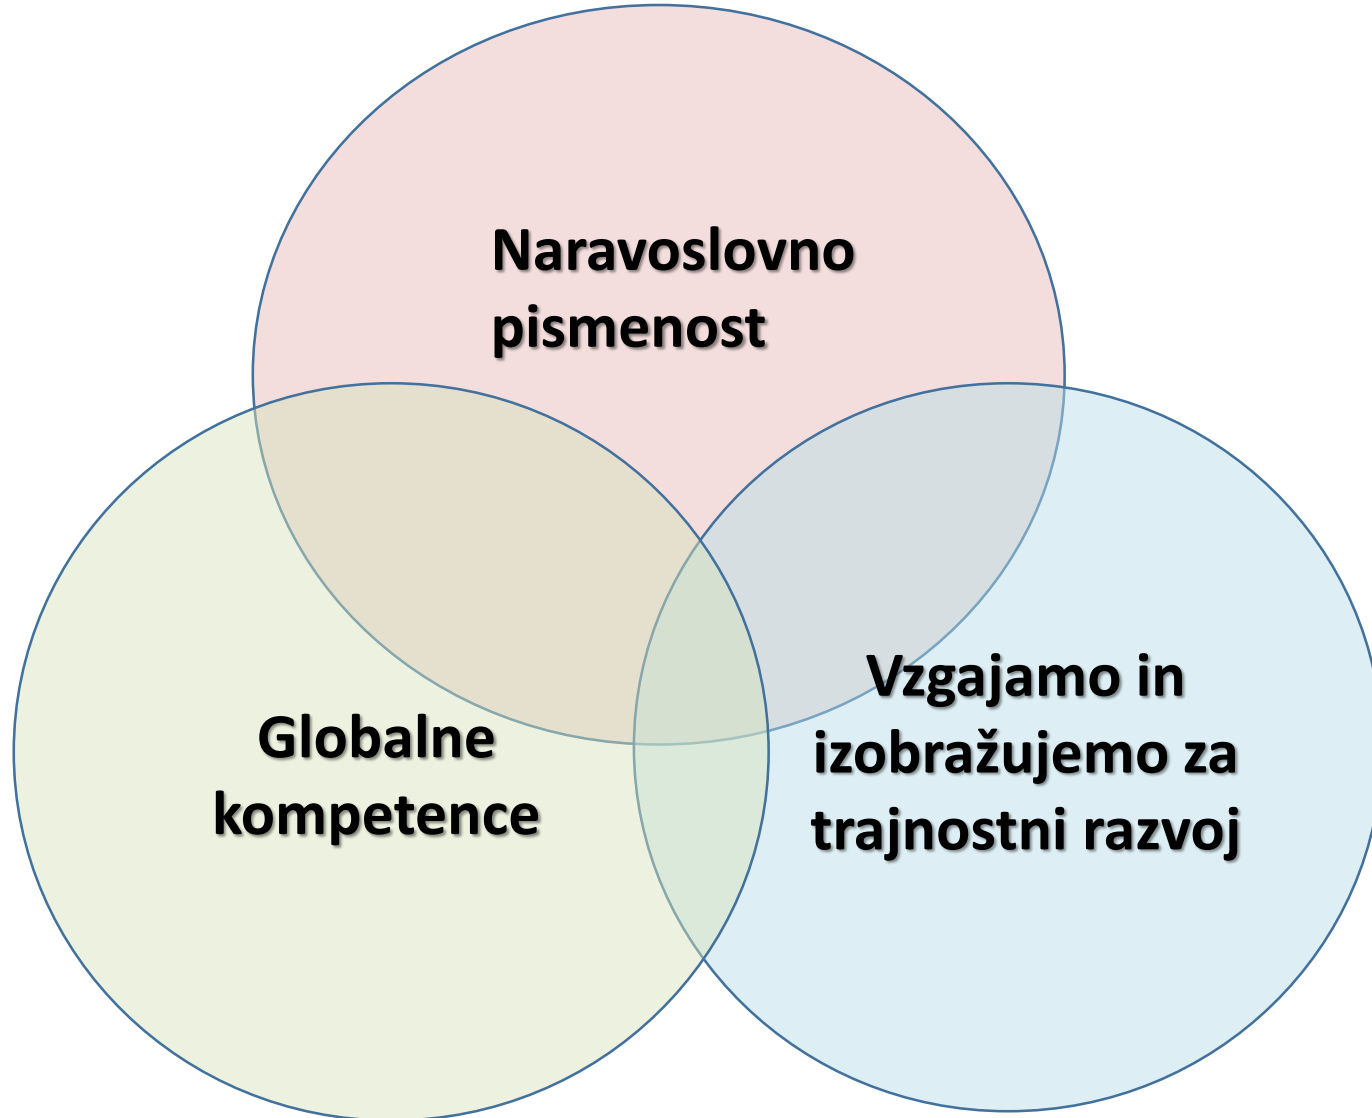 Naravoslovno
pismenost
Globalne
kompetence
Vzgajamo in
izobražujemo za
trajnostni razvoj